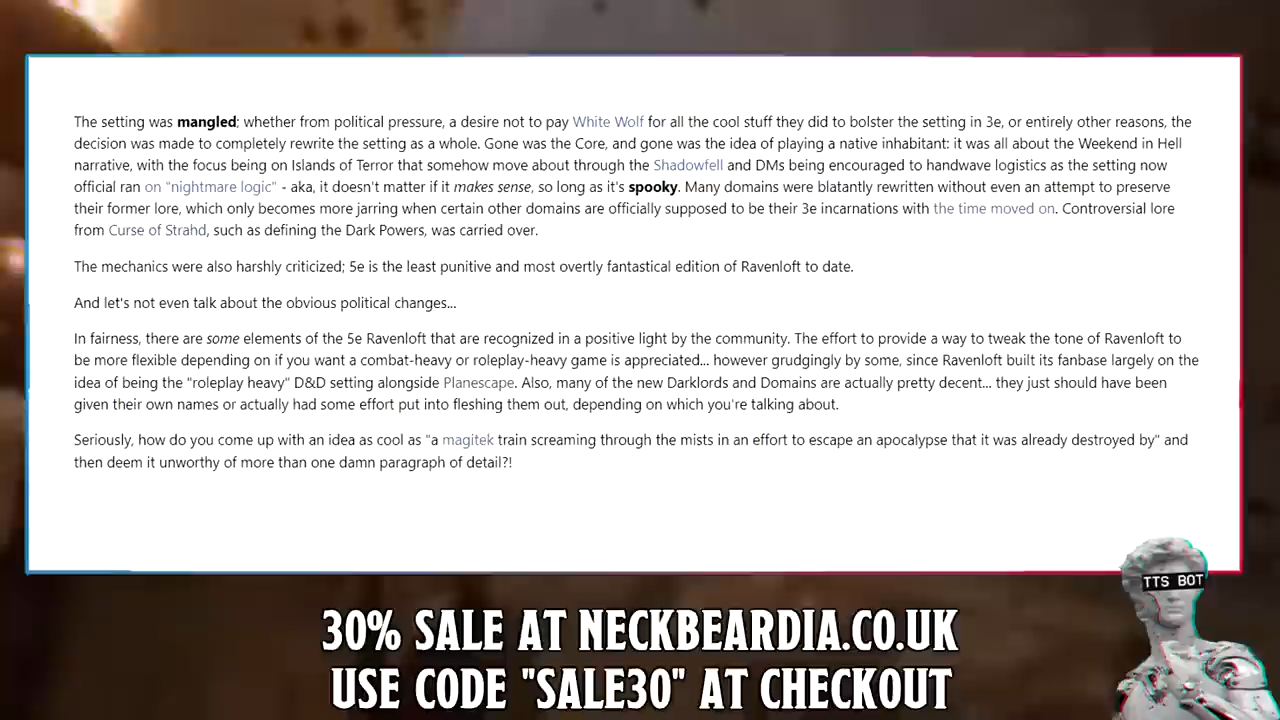 The setting was mangled; whether from political pressure, a desire not to pay White Wolf for all the cool stuff they did to bolster the setting in 3e, or entirely other reasons, the
decision was made to completely rewrite the setting as a whole. Gone was the Core, and gone was the idea of playing a native inhabitant: it was all about the Weekend in Hell
narrative, with the focus being on Islands of Terror that somehow move about through the Shadowfell and DMs being encouraged to handwave logistics as the setting now
official ran on "nightmare logic" - aka, it doesn't matter if it makes sense, so long as it's spooky. Many domains were blatantly rewritten without even an attempt to preserve
their former lore, which only becomes more jarring when certain other domains are officially supposed to be their 3e incarnations with the time moved on. Controversial lore
from Curse of Strahd, such as defining the Dark Powers, was carried over.
The mechanics were also harshly criticized; 5e is the least punitive and most overtly fantastical edition of Ravenloft to date.
And let's not even talk about the obvious political changes...
In fairness, there are some elements of the 5e Ravenloft that are recognized in a positive light by the community. The effort to provide a way to tweak the tone of Ravenloft to
be more flexible depending on if you want a combat-heavy or roleplay-heavy game is appreciated... however grudgingly by some, since Ravenloft built its fanbase largely on the
idea of being the "roleplay heavy" D&D setting alongside Planescape. Also, many of the new Darklords and Domains are actually pretty decent... they just should have been
given their own names or actually had some effort put into fleshing them out, depending on which you're talking about.
Seriously, how do you come up with an idea as cool as "a magitek train screaming through the mists in an effort to escape an apocalypse that it was already destroyed by" and
then deem it unworthy of more than one damn paragraph of detail?!
TTS BOT
30% SALE AT NECKBEARDIA.CO.UK
USE CODE "SALE30" AT CHECKOUT